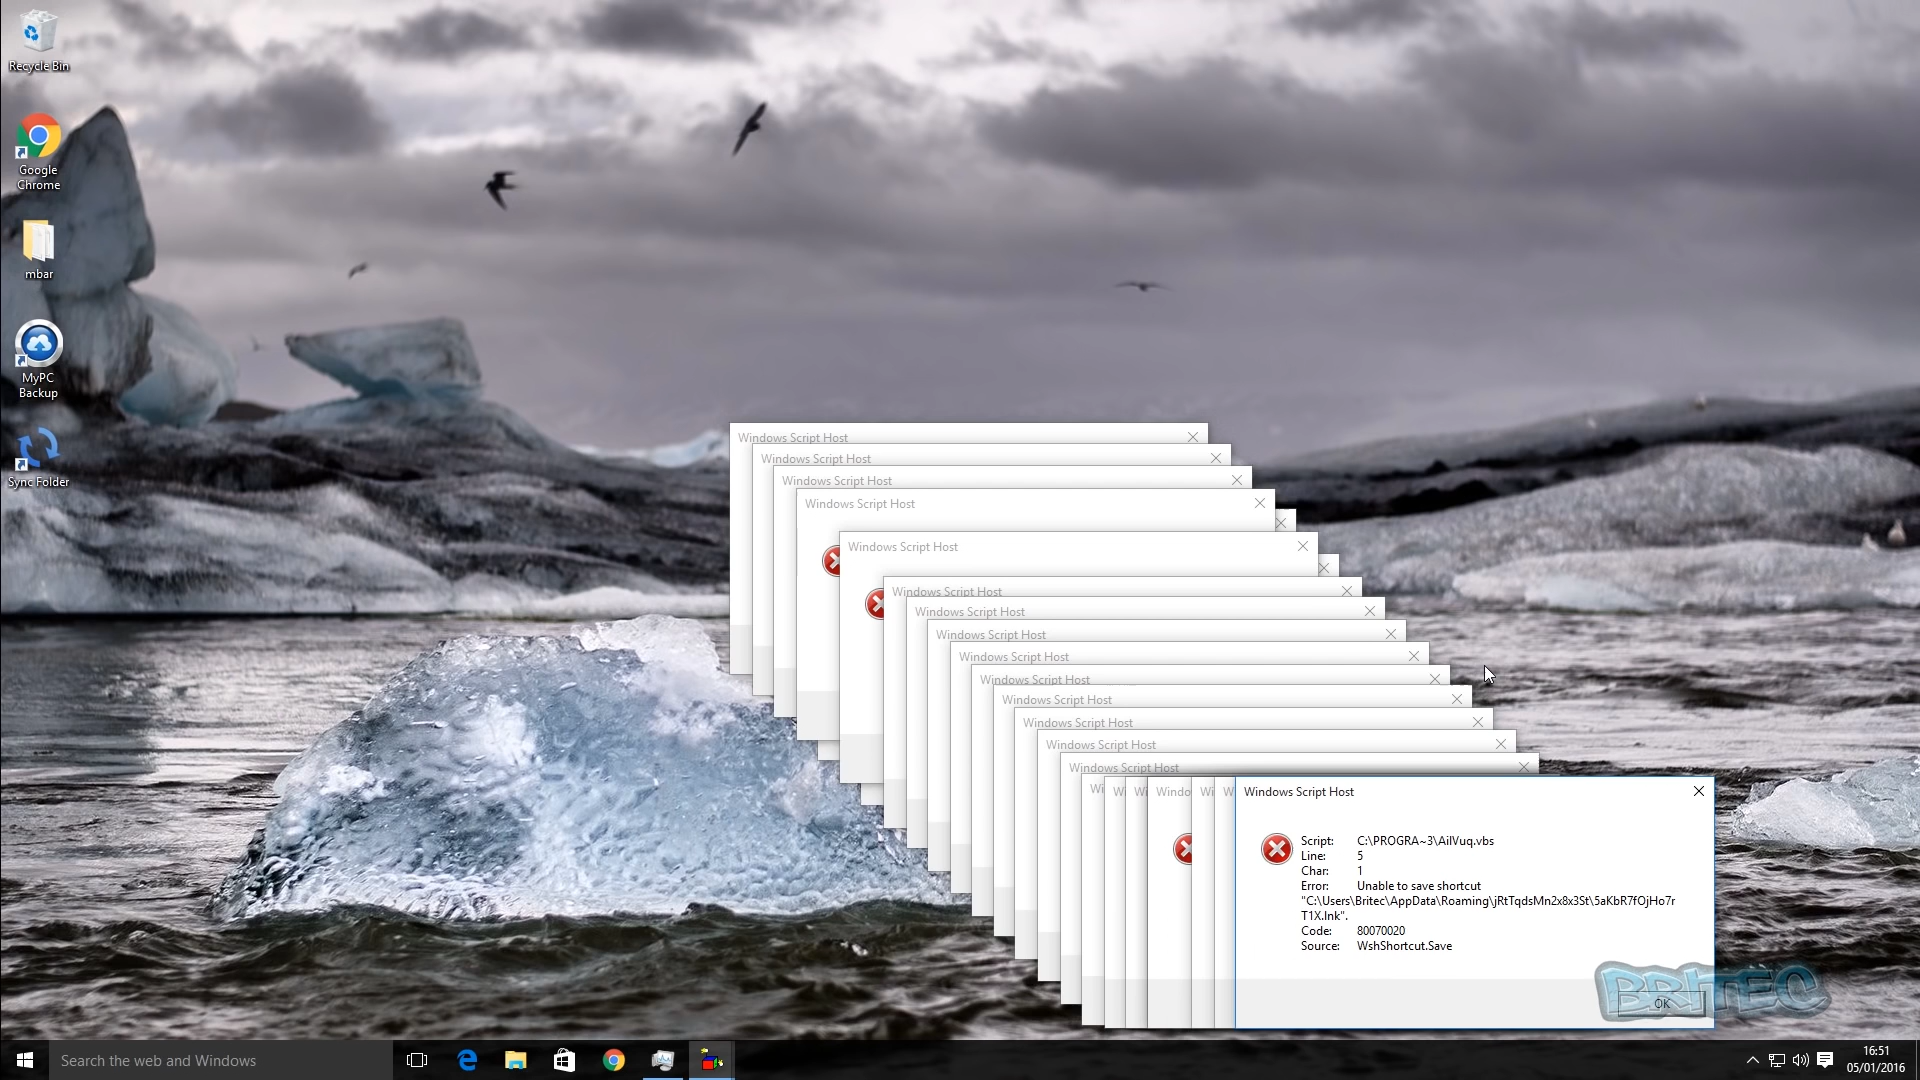 Recycle Bin
Google
Chrome
mbar
MyPC
Backup
Sync Folder
Windows Script Host
Windows Script Host
Windows Script Host
Windows Script Host
Windows Script Host
Windows Script Host
Windows Script Host
Windows Script Host
Windows Script Host
Windows Script Host
Windows Script Host
Windows Script Host
Windows Script Host
Windows Script Host
Wi
W
Wi
Windo
Wi
W
Windows Script Host
Script: C:\PROGRA~3\AilVuq.vbs
Line: 5
Char: 1
Error: Unable to save shortcut
"C:\Users\Britec\AppData\Roaming\jRtTqdsMn2x8x3St\5aKbR7fOjHo7r
T1X.lnk".
Code: 80070020
Source: WshShortcut.Save
BRITEC
OK
Search the web and Windows
16:51
05/01/2016